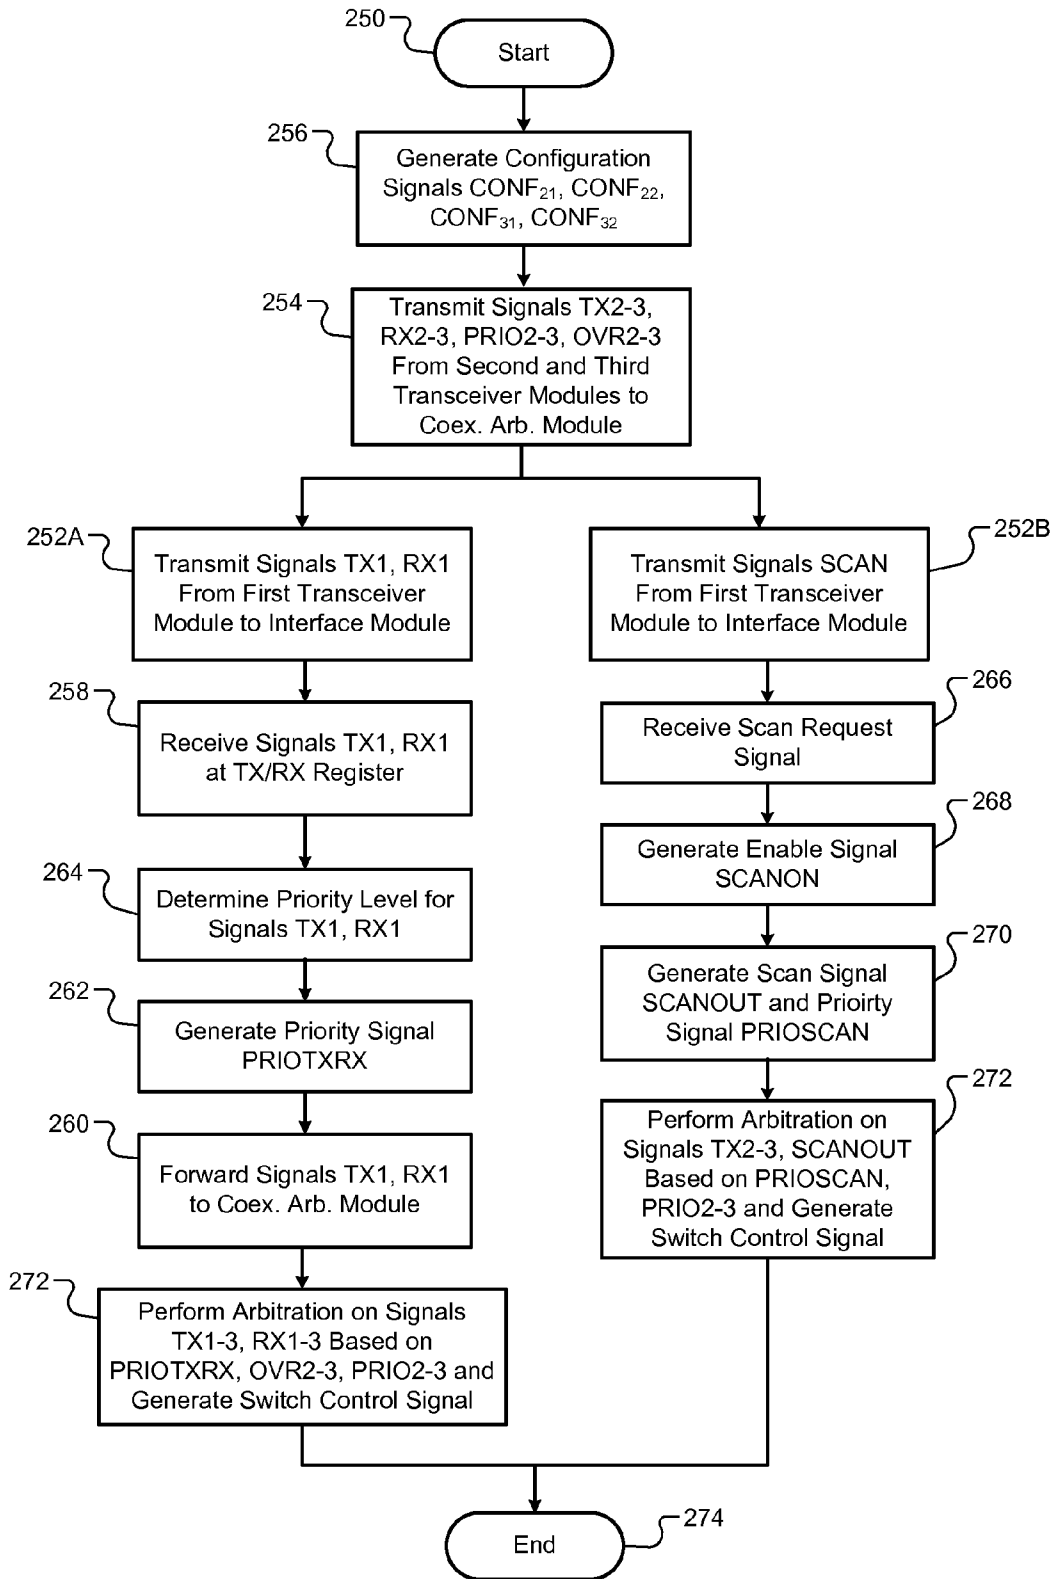 250
Start
256
Generate Configuration
Signals CONF₂₁, CONF₂₂,
CONF₃₁, CONF₃₂
254
Transmit Signals TX2-3,
RX2-3, PRIO2-3, OVR2-3
From Second and Third
Transceiver Modules to
Coex. Arb. Module
252A
Transmit Signals TX1, RX1
From First Transceiver
Module to Interface Module
258
Receive Signals TX1, RX1
at TX/RX Register
264
Determine Priority Level for
Signals TX1, RX1
262
Generate Priority Signal
PRIOTXRX
260
Forward Signals TX1, RX1
to Coex. Arb. Module
272
Perform Arbitration on Signals
TX1-3, RX1-3 Based on
PRIOTXRX, OVR2-3, PRIO2-3 and
Generate Switch Control Signal
252B
Transmit Signals SCAN
From First Transceiver
Module to Interface Module
266
Receive Scan Request
Signal
268
Generate Enable Signal
SCANON
270
Generate Scan Signal
SCANOUT and Prioirty
Signal PRIOSCAN
272
Perform Arbitration on
Signals TX2-3, SCANOUT
Based on PRIOSCAN,
PRIO2-3 and Generate
Switch Control Signal
End
274